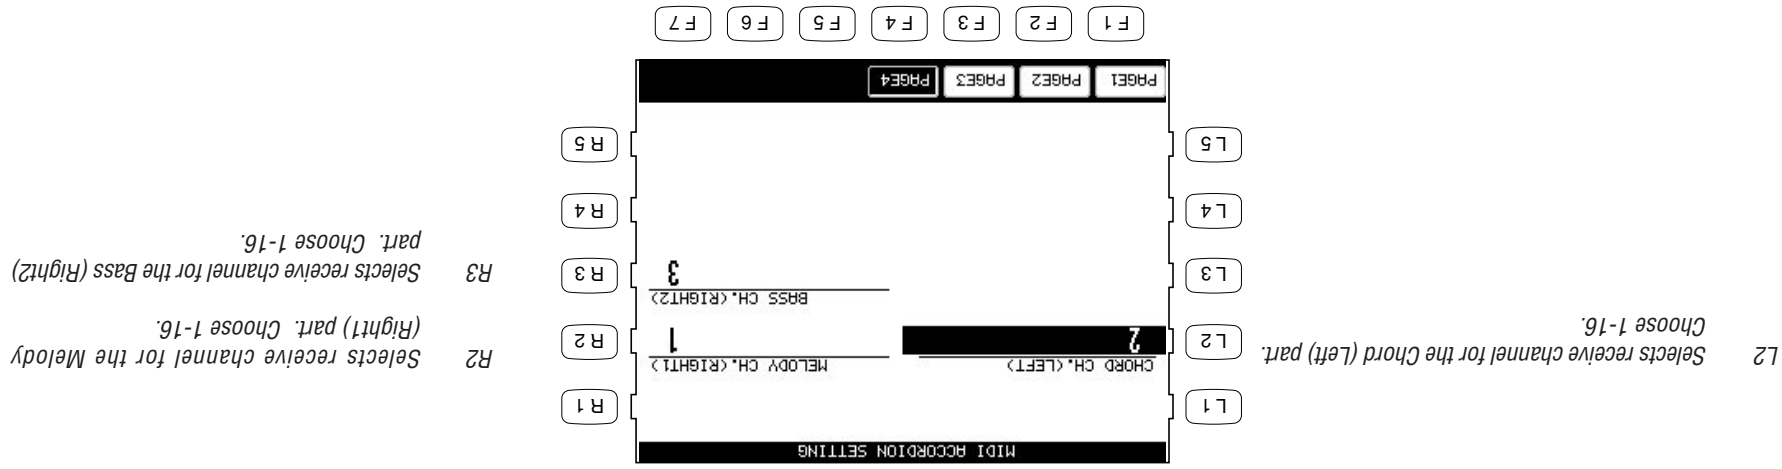 MIDI ACCORDION SETTING
L1
R1
CHORD CH.(LEFT)
MELODY CH.(RIGHT1)
L2
2
1
R2
BASS CH.(RIGHT2)
L3
3
R3
L4
R4
L5
R5
PAGE1 PAGE2 PAGE3 PAGE4
F1 F2 F3 F4 F5 F6 F7
L2 Selects receive channel for the Chord (Left) part.
Choose 1-16.
R2 Selects receive channel for the Melody
(Right1) part. Choose 1-16.
R3 Selects receive channel for the Bass (Right2)
part. Choose 1-16.